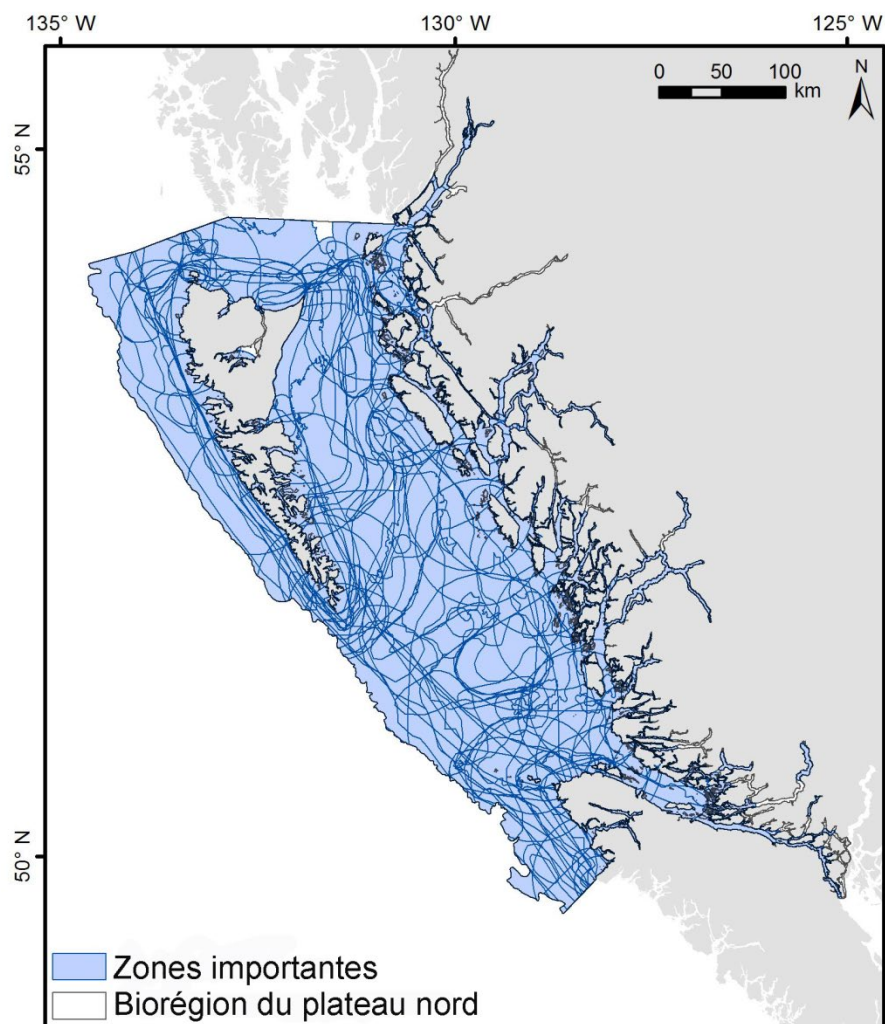 135° W 130° W 125° W
0 50 100
km
N
55° N
50° N
Zones importantes
Biorégion du plateau nord